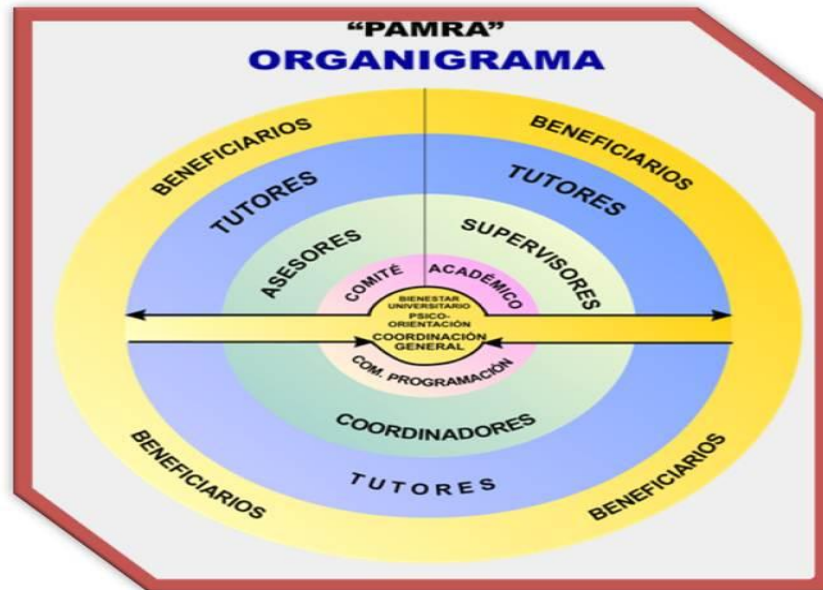 “PAMRA”
ORGANIGRAMA
BENEFICIARIOS
BENEFICIARIOS
TUTORES
TUTORES
ASESORES
SUPERVISORES
COMITÉ
ACADÉMICO
BIENESTAR
UNIVERSITARIO
PSICO-
ORIENTACIÓN
COORDINACIÓN
GENERAL
COM. PROGRAMACIÓN
COORDINADORES
TUTORES
BENEFICIARIOS
BENEFICIARIOS